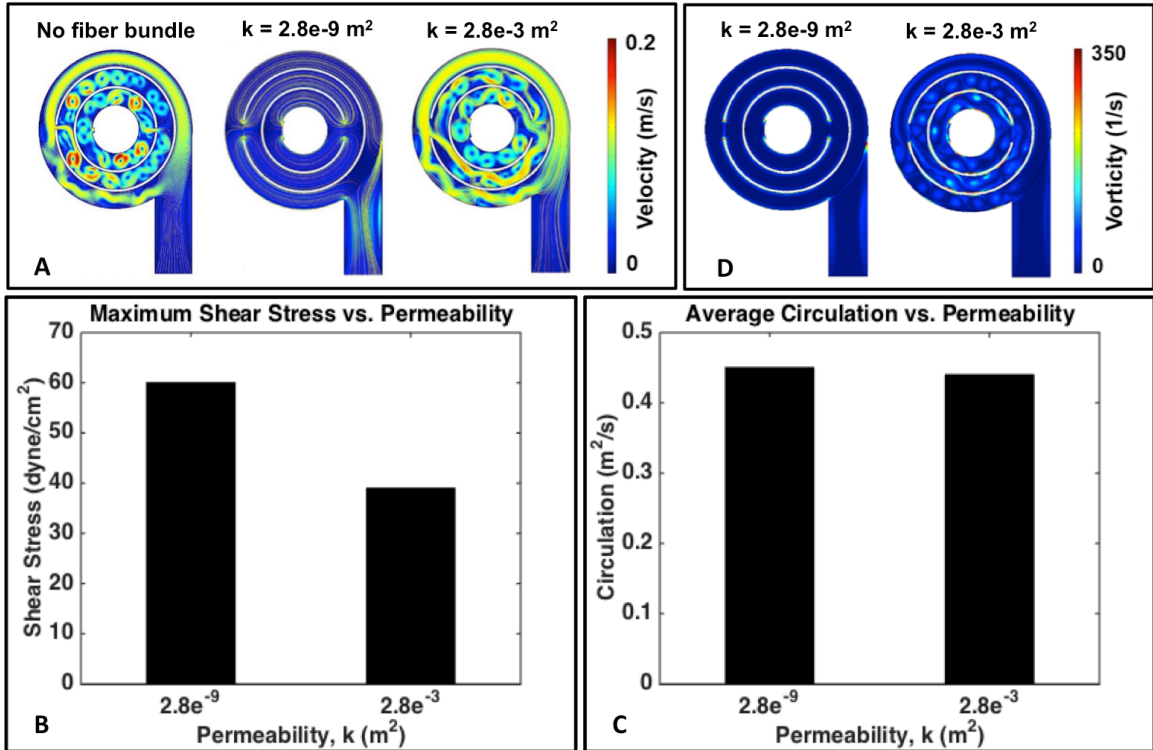 No fiber bundle
k = 2.8e-9 m²
k = 2.8e-3 m²
0.2
Velocity (m/s)
0
A
k = 2.8e-9 m²
k = 2.8e-3 m²
350
Vorticity (1/s)
0
D
Maximum Shear Stress vs. Permeability
70
60
50
40
30
20
10
0
Shear Stress (dyne/cm²)
2.8e⁻⁹
2.8e⁻³
Permeability, k (m²)
B
Average Circulation vs. Permability
0.5
0.4
0.3
0.2
0.1
0
Circulation (m²/s)
2.8e⁻⁹
2.8e⁻³
Permeability, k (m²)
C